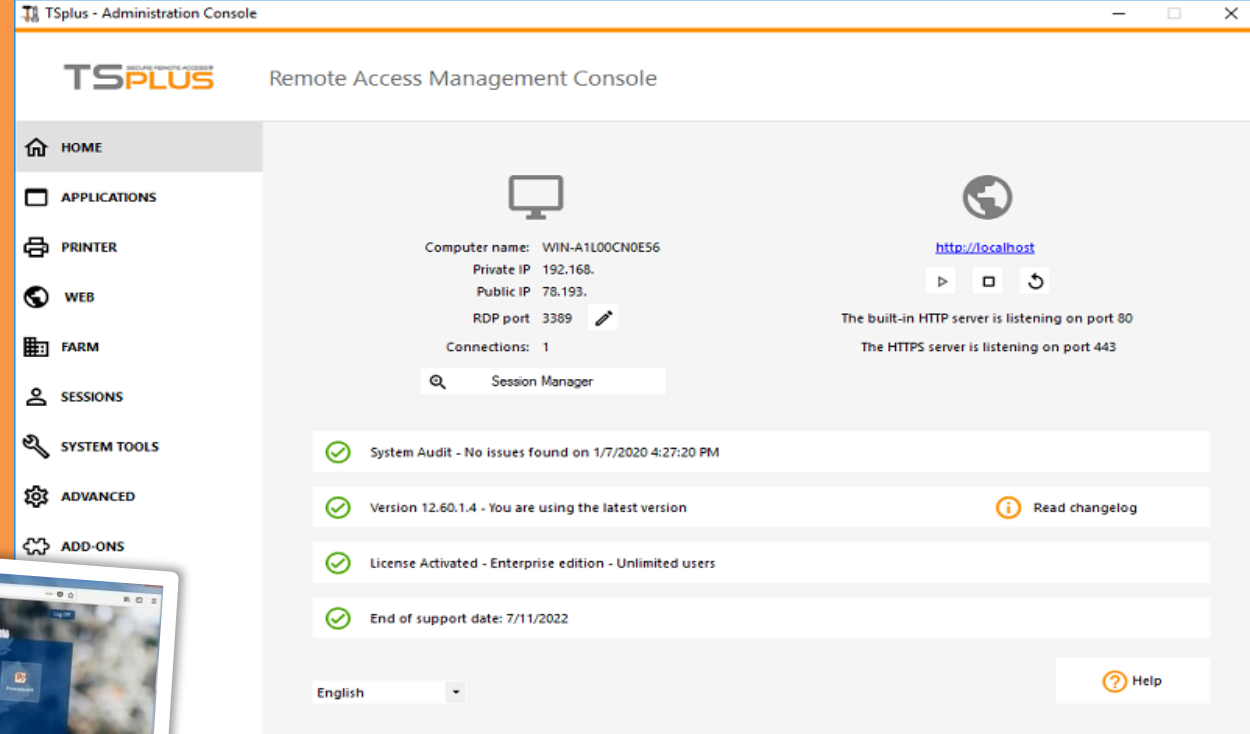 TSplus - Administration Console
TSPLUS
SECURE REMOTE ACCESS
Remote Access Management Console
HOME
APPLICATIONS
PRINTER
WEB
FARM
SESSIONS
SYSTEM TOOLS
ADVANCED
ADD-ONS
Computer name: WIN-A1L00CN0E56
Private IP 192.168.
Public IP 78.193.
RDP port 3389
Connections: 1
Session Manager
http://localhost
The built-in HTTP server is listening on port 80
The HTTPS server is listening on port 443
System Audit - No issues found on 1/7/2020 4:27:20 PM
Version 12.60.1.4 - You are using the latest version
Read changelog
License Activated - Enterprise edition - Unlimited users
End of support date: 7/11/2022
English
Help
Log Off
Powerpoint